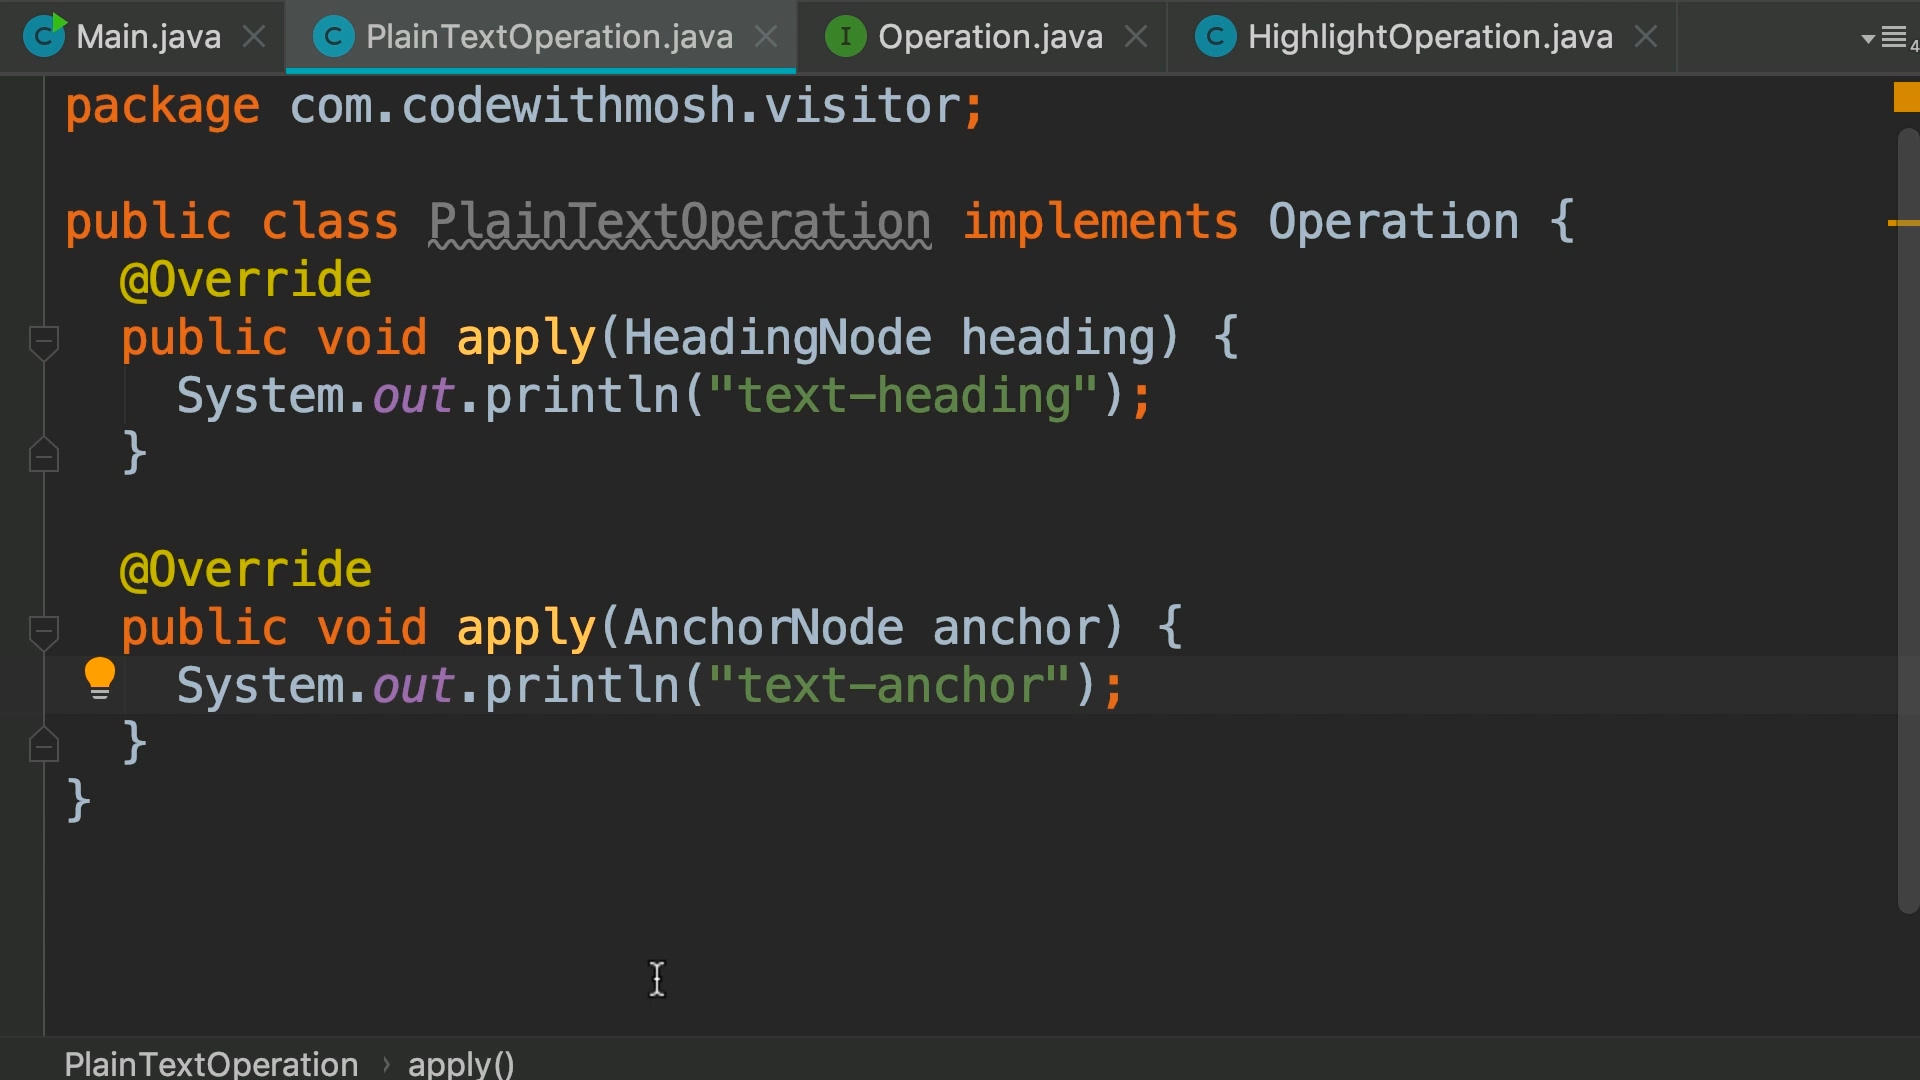 Main.java PlainTextOperation.java Operation.java HighlightOperation.java 4
package com.codewithmosh.visitor;
public class PlainTextOperation implements Operation {
@Override
public void apply(HeadingNode heading) {
System.out.println("text-heading");
}
@Override
public void apply(AnchorNode anchor) {
System.out.println("text-anchor");
}
}
PlainTextOperation › apply()